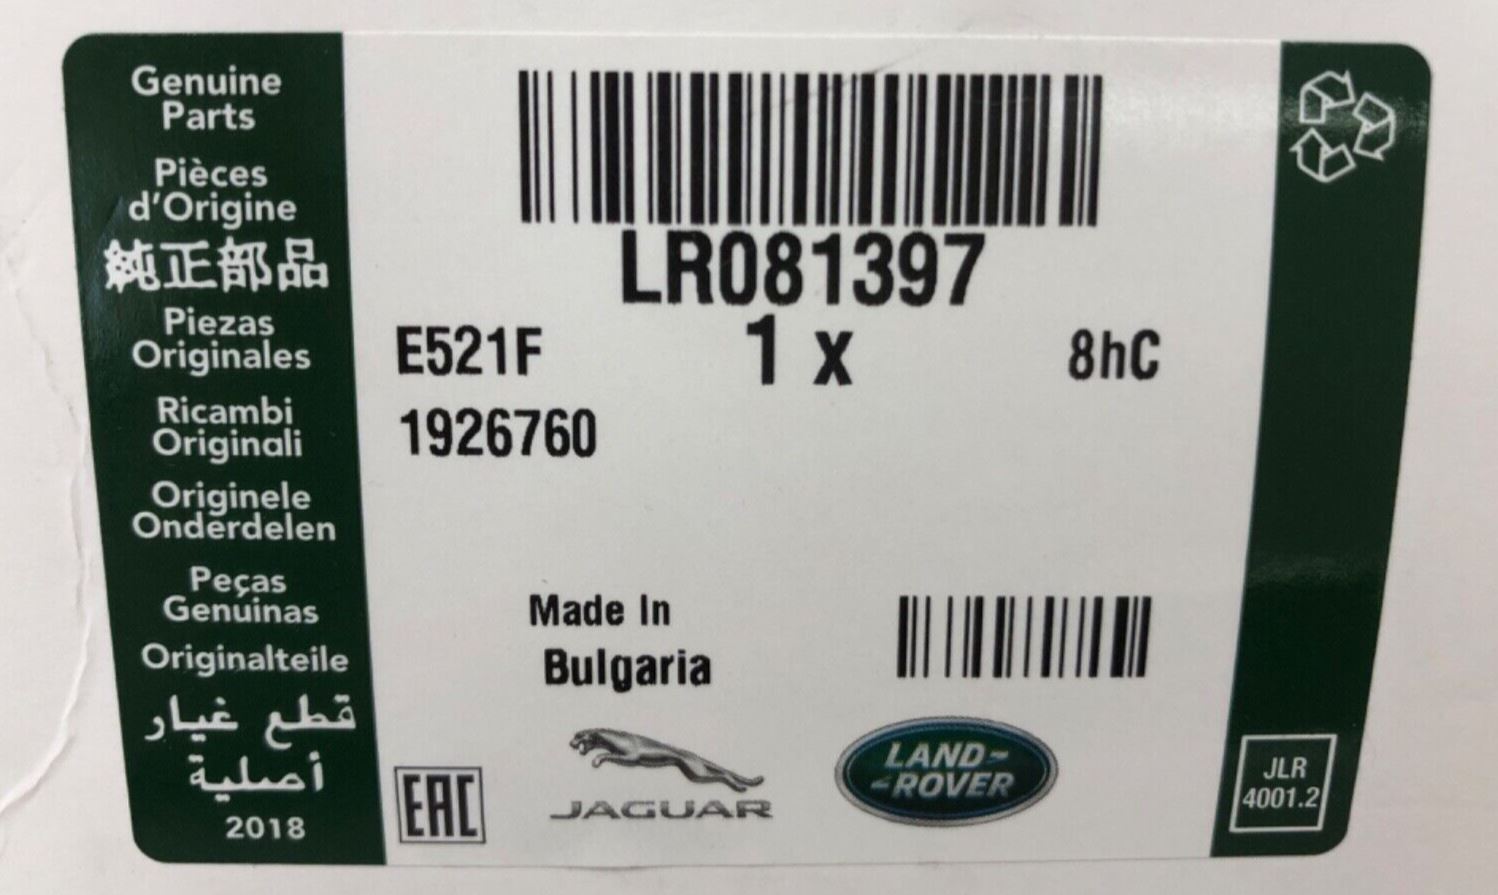 Genuine
Parts
Pièces
d'Origine
純正部品
Piezas
Originales
Ricambi
Originali
Originele
Onderdelen
Peças
Genuinas
Originalteile
قطع غيار
أصلية
2018
LR081397
E521F 1 x 8hC
1926760
Made In
Bulgaria
EAC
JAGUAR
LAND-
-ROVER
JLR
4001.2